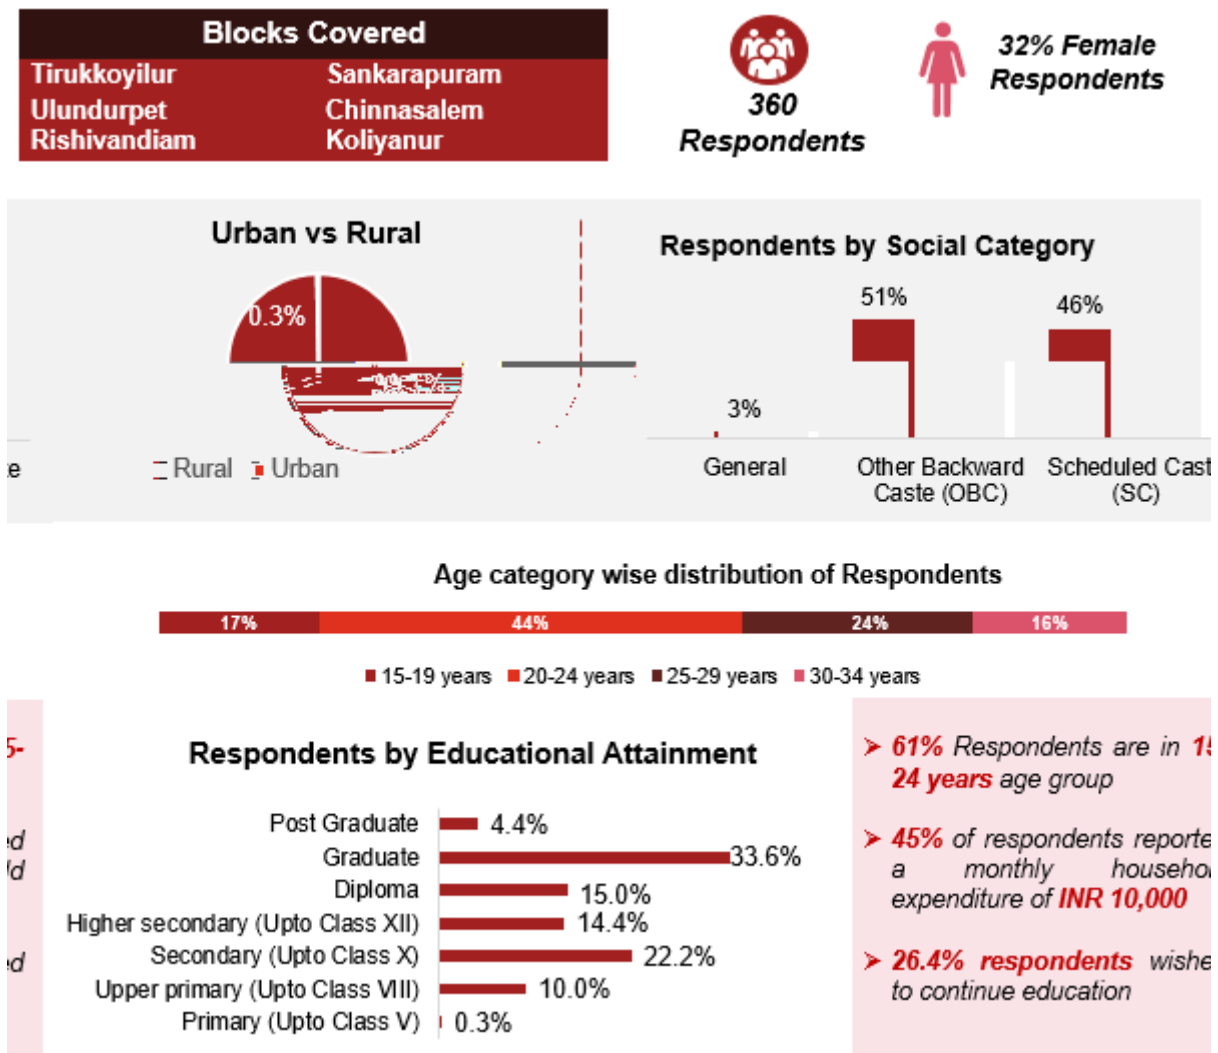 Blocks Covered
Tirukkoyilur Sankarapuram
Ulundurpet Chinnasalem
Rishivandiam Koliyanur
360
Respondents
32% Female
Respondents
Urban vs Rural
0.3%
Rural Urban
Respondents by Social Category
3%
51%
46%
te
General
Other Backward
Caste (OBC)
Scheduled Cast
(SC)
Age category wise distribution of Respondents
17% 44% 24% 16%
15-19 years 20-24 years 25-29 years 30-34 years
5-
ed
ld
ed
Respondents by Educational Attainment
Post Graduate 4.4%
Graduate 33.6%
Diploma 15.0%
Higher secondary (Upto Class XII) 14.4%
Secondary (Upto Class X) 22.2%
Upper primary (Upto Class VIII) 10.0%
Primary (Upto Class V) 0.3%
➤ 61% Respondents are in 15
24 years age group
➤ 45% of respondents reporte
a monthly househol
expenditure of INR 10,000
➤ 26.4% respondents wishe
to continue education